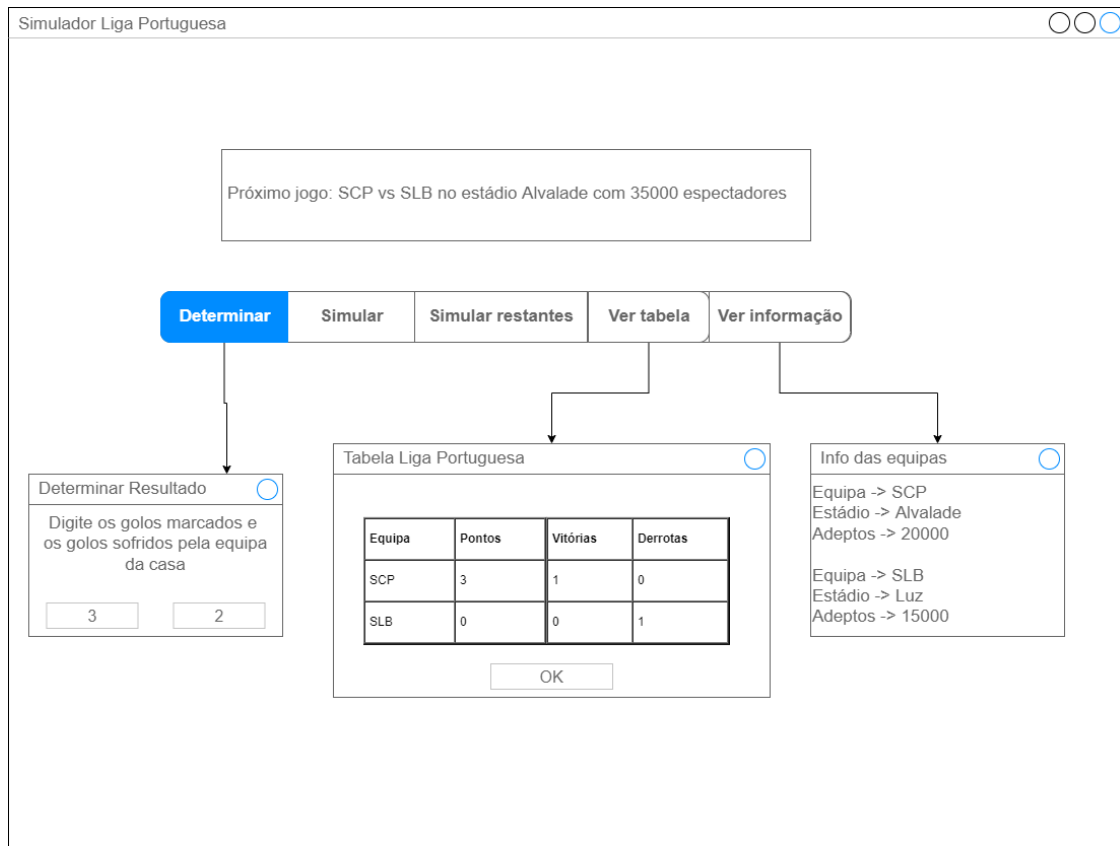 Simulador Liga Portuguesa
Próximo jogo: SCP vs SLB no estádio Alvalade com 35000 espectadores
Determinar Simular Simular restantes Ver tabela Ver informação
Determinar Resultado
Digite os golos marcados e
os golos sofridos pela equipa
da casa
3 2
Tabela Liga Portuguesa
Equipa Pontos Vitórias Derrotas
SCP 3 1 0
SLB 0 0 1
OK
Info das equipas
Equipa -> SCP
Estádio -> Alvalade
Adeptos -> 20000
Equipa -> SLB
Estádio -> Luz
Adeptos -> 15000